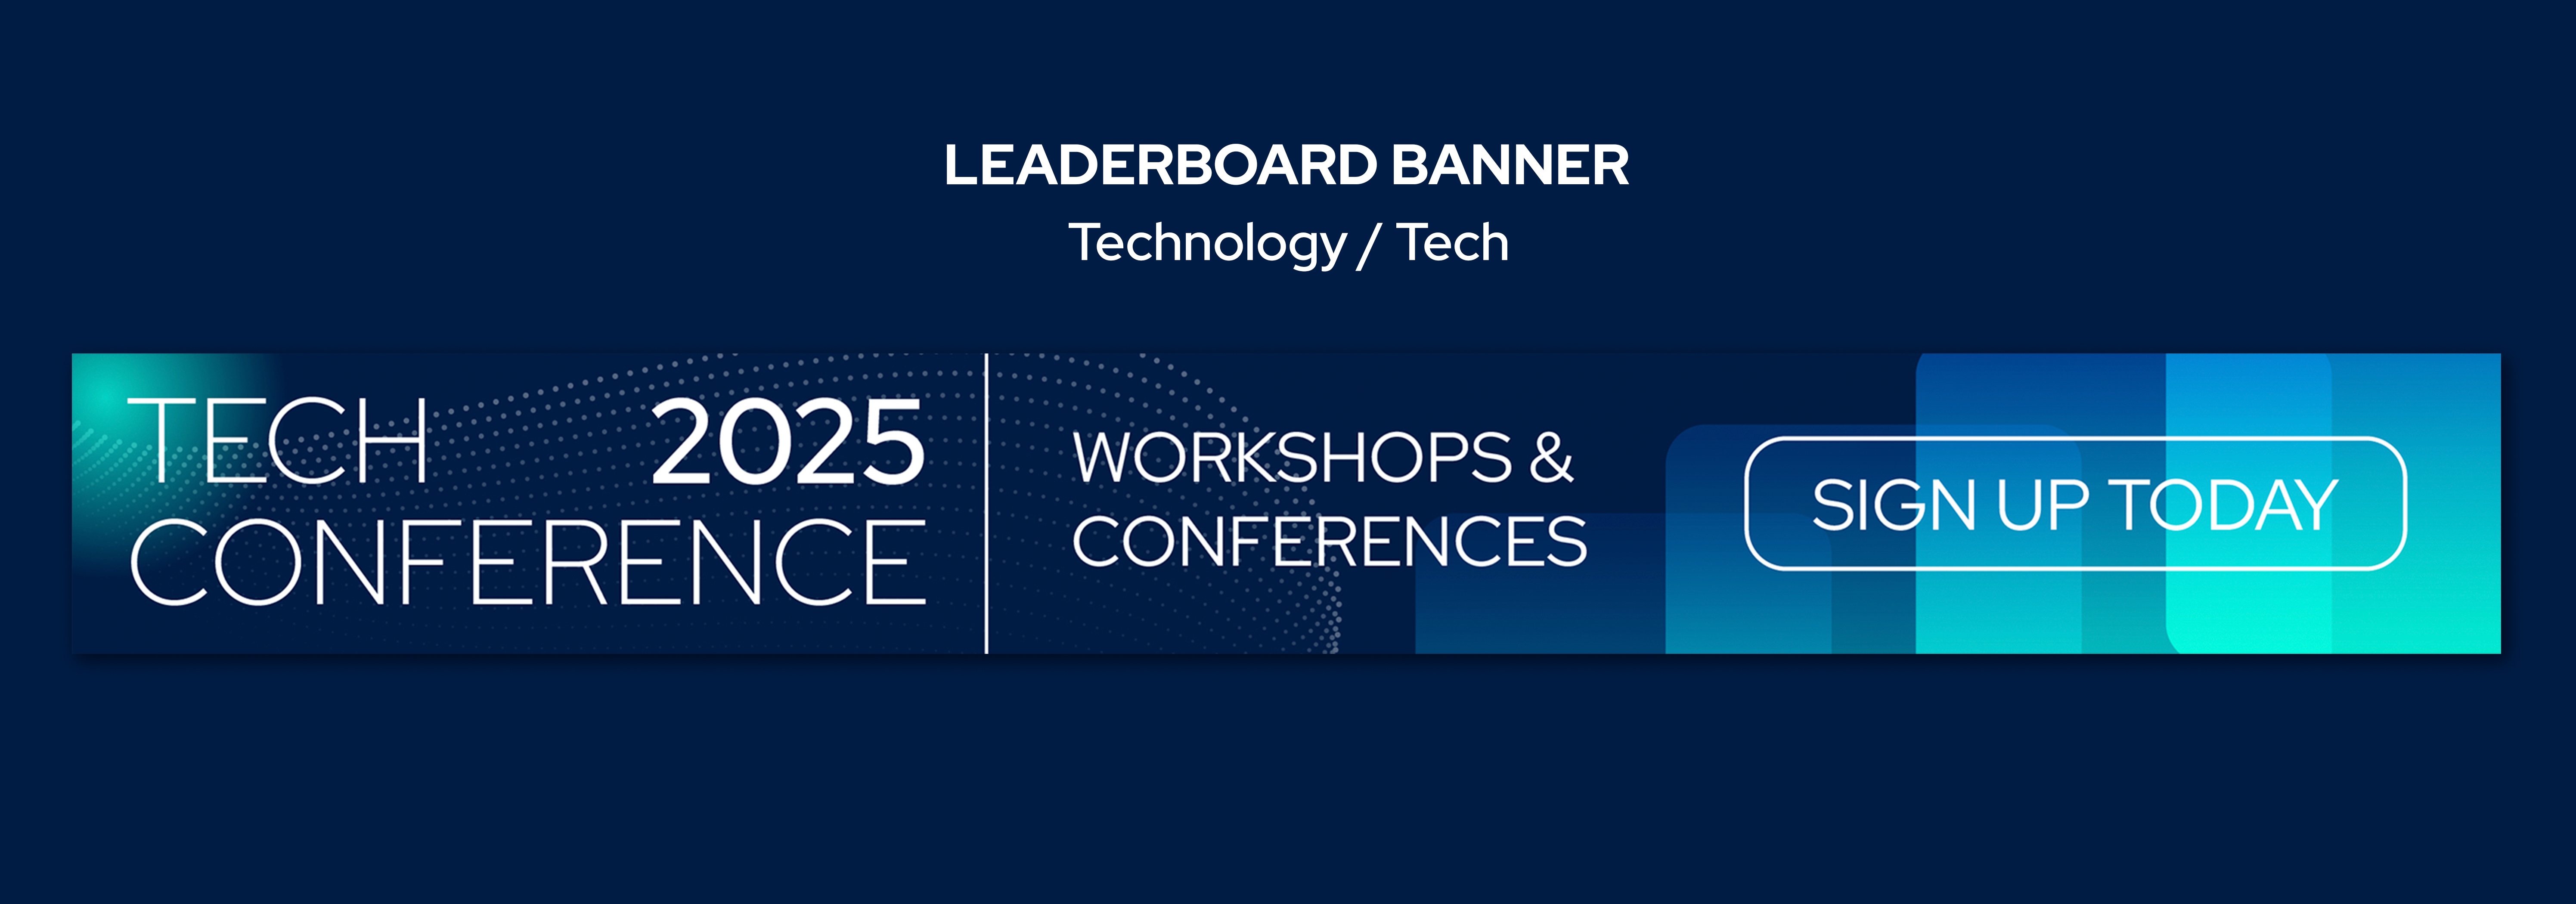 LEADERBOARD BANNER
Technology / Tech
TECH 2025
CONFERENCE
WORKSHOPS &
CONFERENCES
SIGN UP TODAY